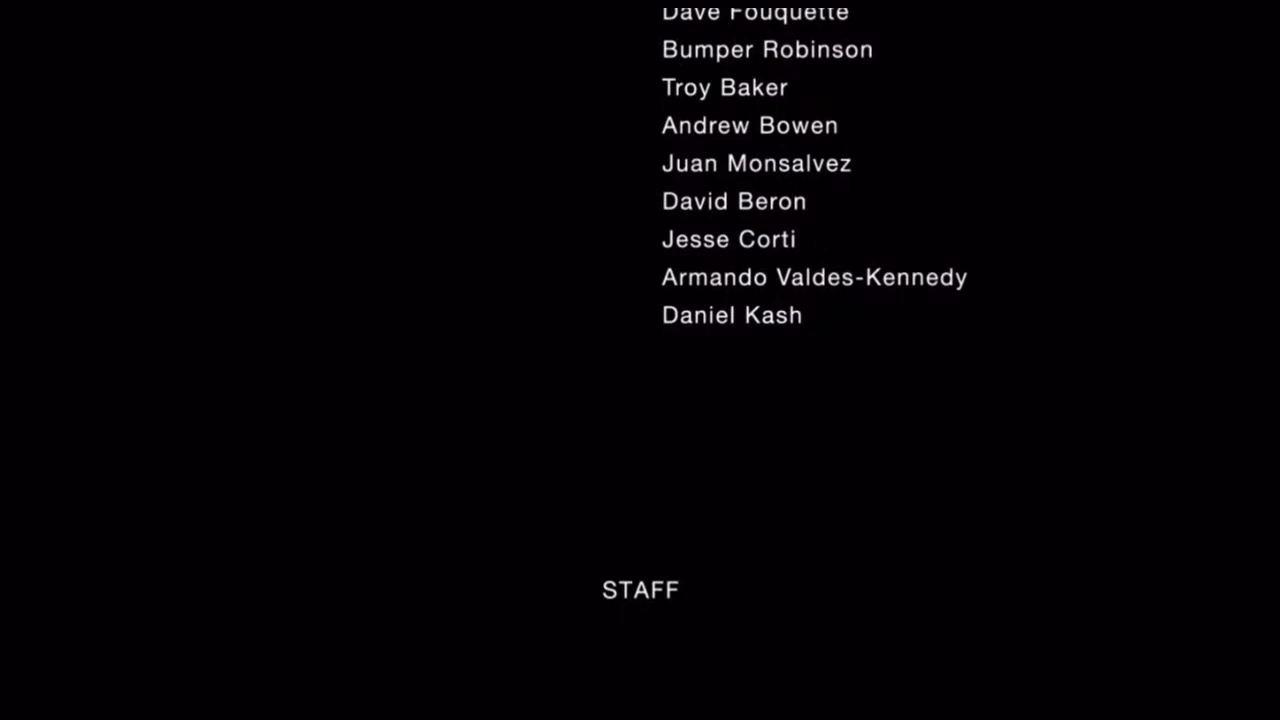 Dave Fouquette
Bumper Robinson
Troy Baker
Andrew Bowen
Juan Monsalvez
David Beron
Jesse Corti
Armando Valdes-Kennedy
Daniel Kash
STAFF